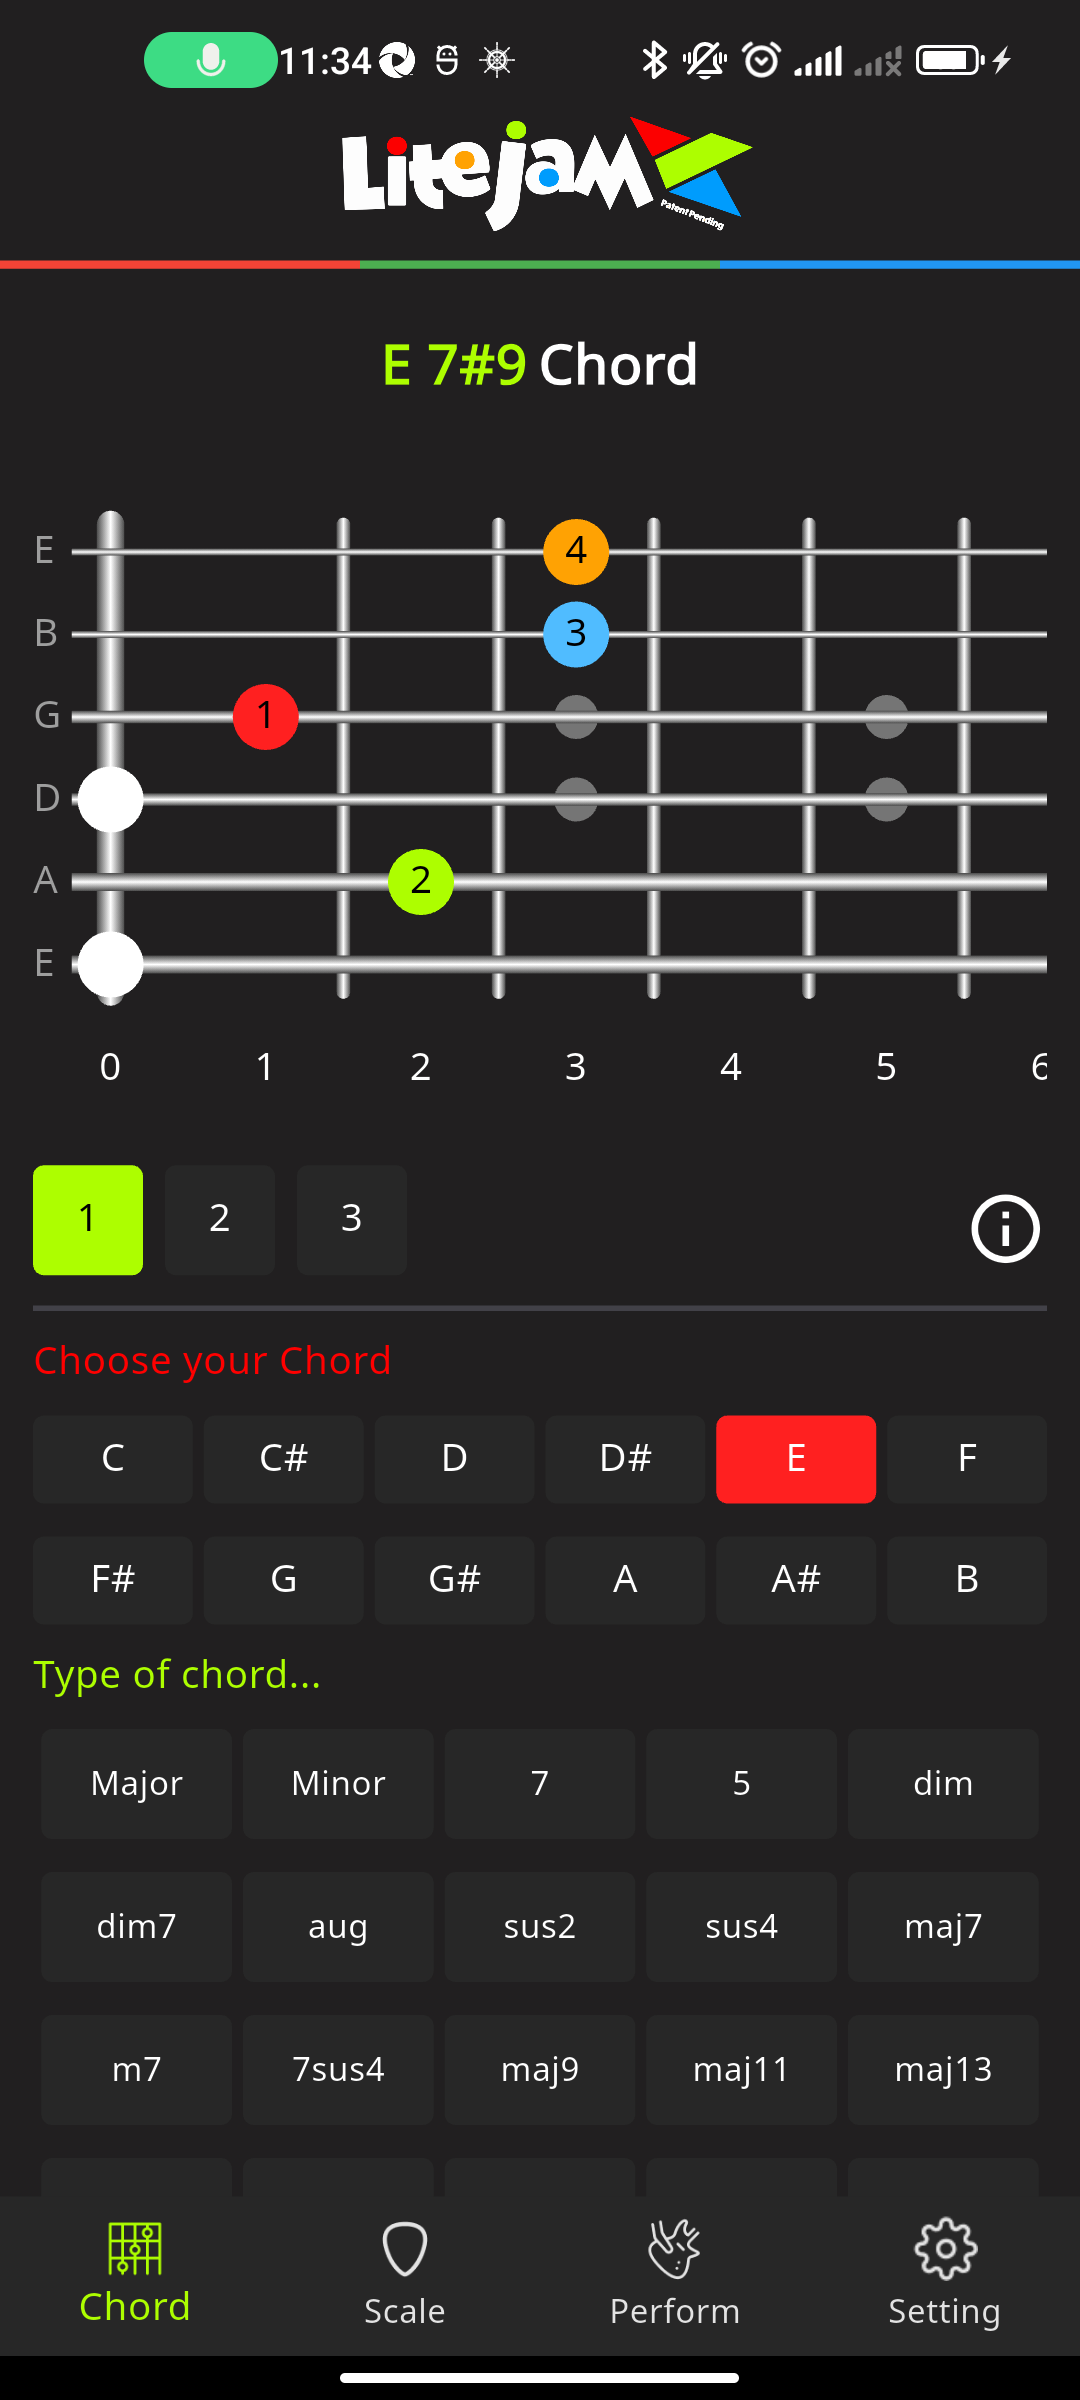 11:34
Litejam
Patent Pending
E 7#9 Chord
E
4
B
3
G
1
D
A
2
E
0 1 2 3 4 5 6
1 2 3
Choose your Chord
C C# D D# E F
F# G G# A A# B
Type of chord...
Major Minor 7 5 dim
dim7 aug sus2 sus4 maj7
m7 7sus4 maj9 maj11 maj13
Chord Scale Perform Setting